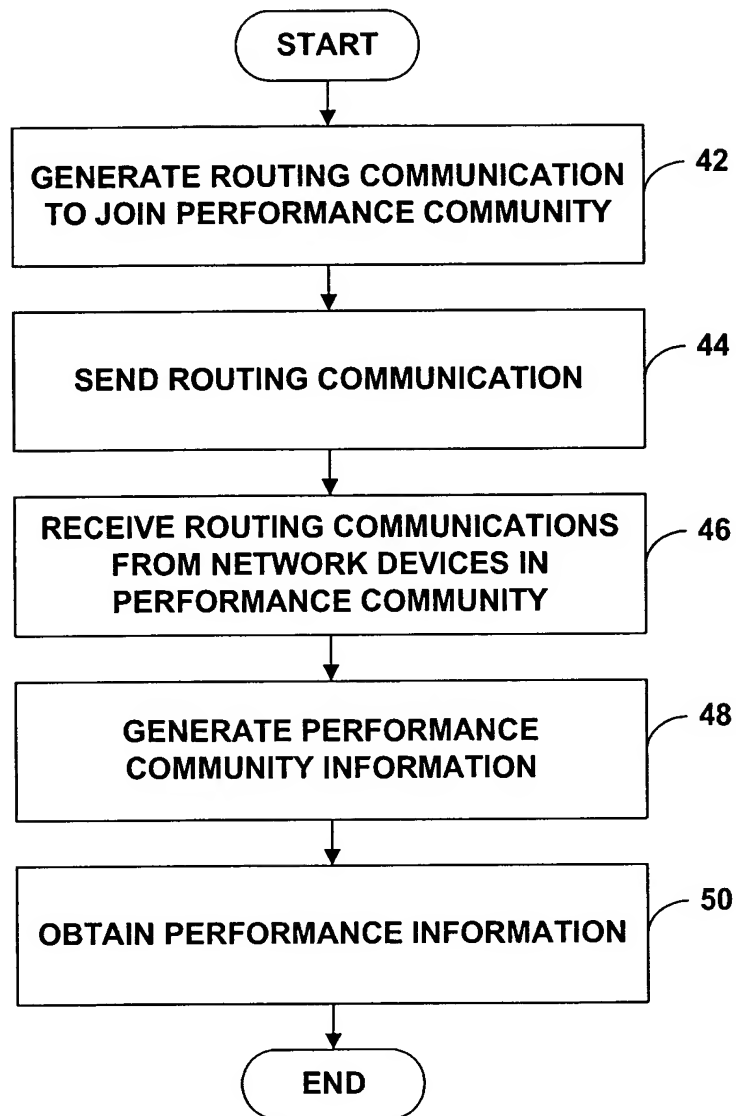 START
GENERATE ROUTING COMMUNICATION
TO JOIN PERFORMANCE COMMUNITY
42
SEND ROUTING COMMUNICATION
44
RECEIVE ROUTING COMMUNICATIONS
FROM NETWORK DEVICES IN
PERFORMANCE COMMUNITY
46
GENERATE PERFORMANCE
COMMUNITY INFORMATION
48
OBTAIN PERFORMANCE INFORMATION
50
END